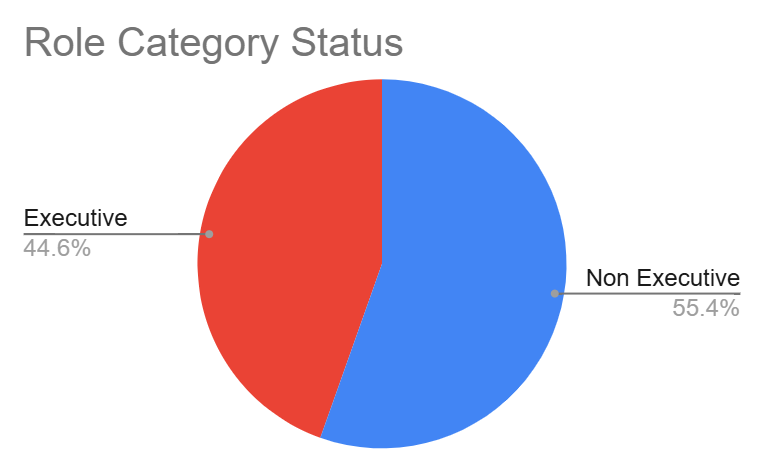 Role Category Status
Executive
44.6%
Non Executive
55.4%